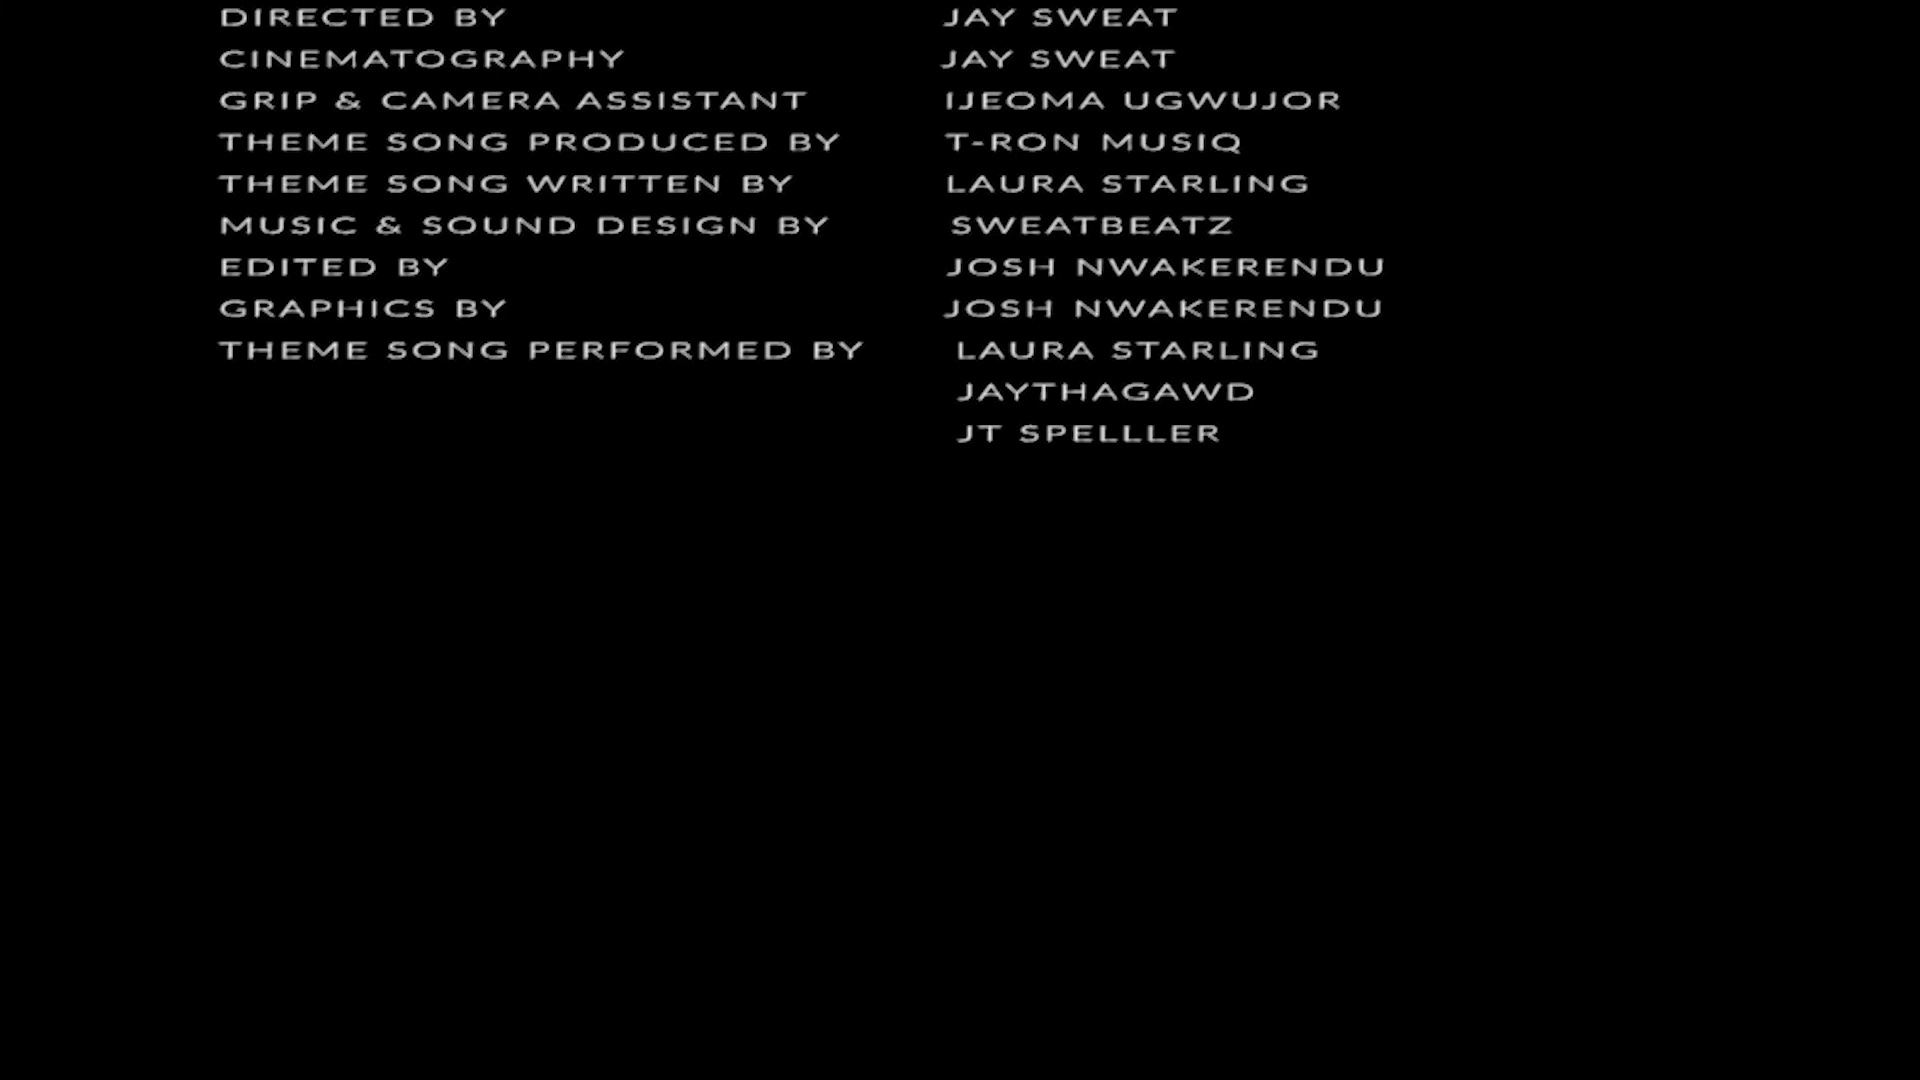 DIRECTED BY JAY SWEAT
CINEMATOGRAPHY JAY SWEAT
GRIP & CAMERA ASSISTANT IJEOMA UGWUJOR
THEME SONG PRODUCED BY T-RON MUSIQ
THEME SONG WRITTEN BY LAURA STARLING
MUSIC & SOUND DESIGN BY SWEATBEATZ
EDITED BY JOSH NWAKERENDU
GRAPHICS BY JOSH NWAKERENDU
THEME SONG PERFORMED BY LAURA STARLING
JAYTHAGAWD
JT SPELLLER